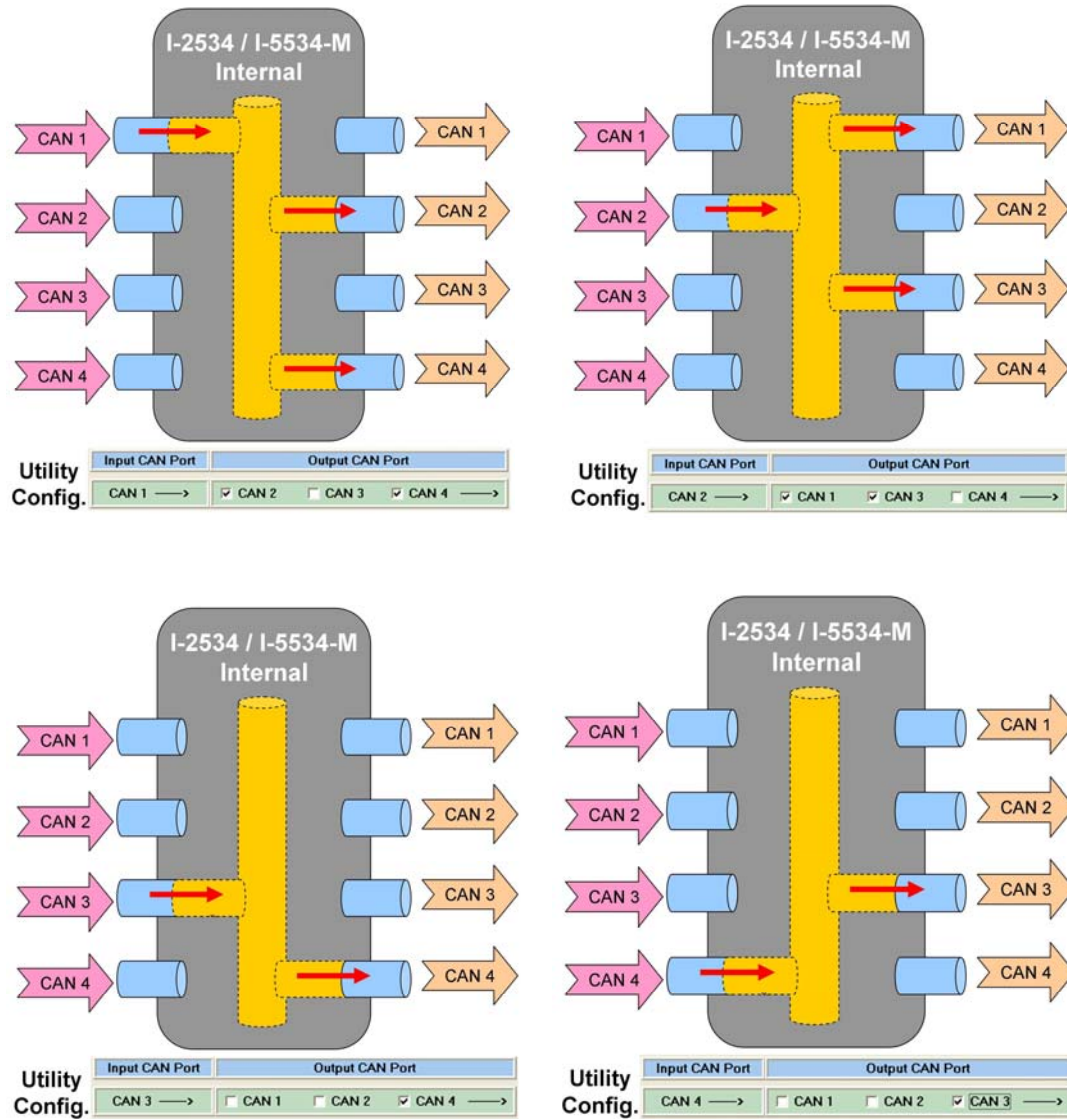 I-2534 / I-5534-M
Internal
CAN 1
CAN 1
CAN 2
CAN 2
CAN 3
CAN 3
CAN 4
CAN 4
Utility
Config.
Input CAN Port Output CAN Port
CAN 1 CAN 2 CAN 3 CAN 4
I-2534 / I-5534-M
Internal
CAN 1
CAN 1
CAN 2
CAN 2
CAN 3
CAN 3
CAN 4
CAN 4
Utility
Config.
Input CAN Port Output CAN Port
CAN 2 CAN 1 CAN 3 CAN 4
I-2534 / I-5534-M
Internal
CAN 1
CAN 1
CAN 2
CAN 2
CAN 3
CAN 3
CAN 4
CAN 4
Utility
Config.
Input CAN Port Output CAN Port
CAN 3 CAN 1 CAN 2 CAN 4
I-2534 / I-5534-M
Internal
CAN 1
CAN 1
CAN 2
CAN 2
CAN 3
CAN 3
CAN 4
CAN 4
Utility
Config.
Input CAN Port Output CAN Port
CAN 4 CAN 1 CAN 2 CAN 3